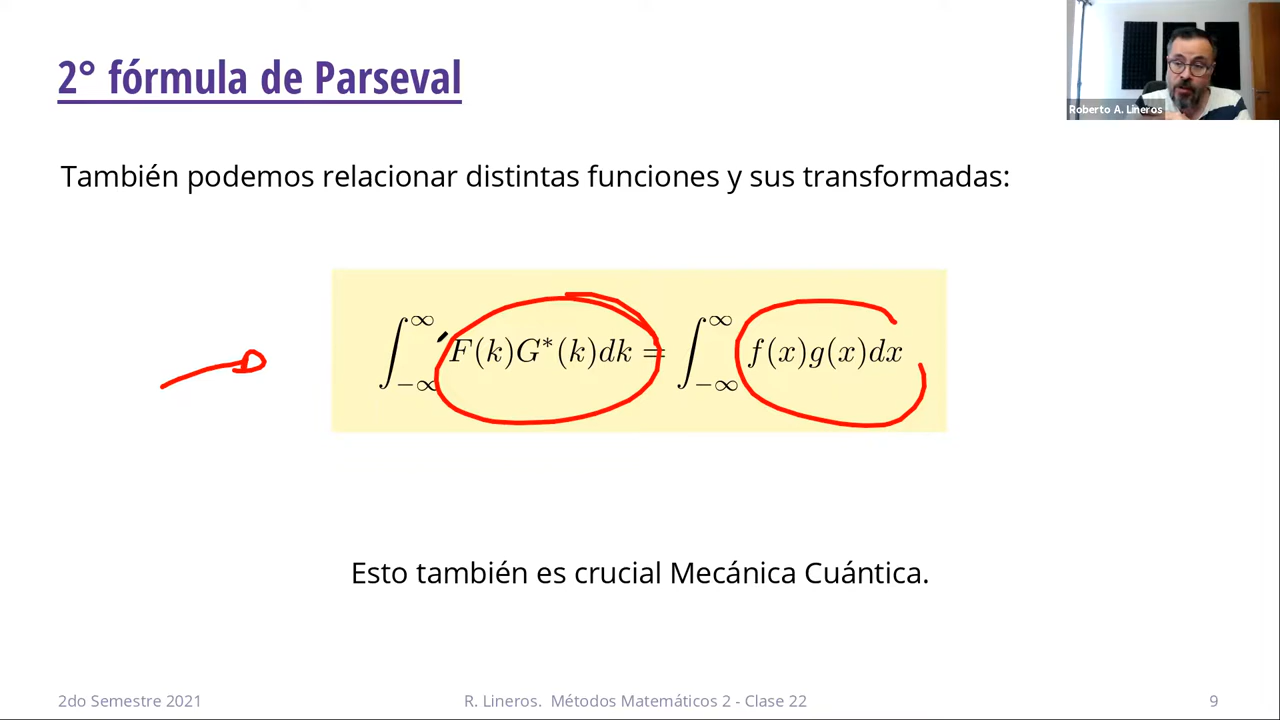 2° fórmula de Parseval
Roberto A. Lineros
También podemos relacionar distintas funciones y sus transformadas:
∫_{-∞}^{∞} F(k)G*(k)dk = ∫_{-∞}^{∞} f(x)g(x)dx
Esto también es crucial Mecánica Cuántica.
2do Semestre 2021
R. Lineros. Métodos Matemáticos 2 - Clase 22
9